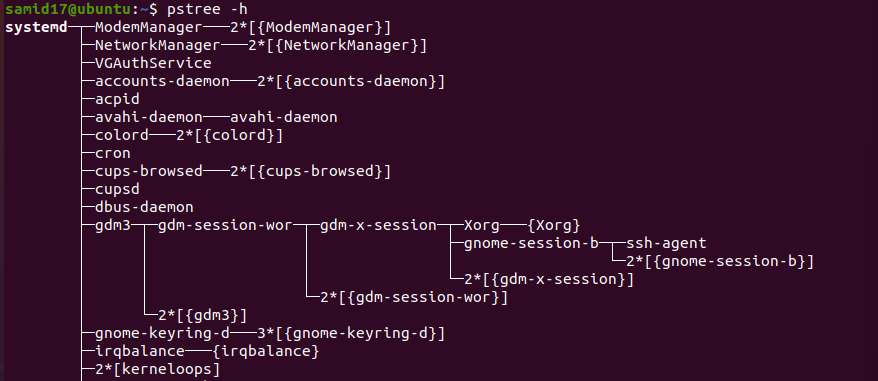 samid17@ubuntu:~$ pstree -h
systemd─┬─ModemManager───2*[{ModemManager}]
        ├─NetworkManager───2*[{NetworkManager}]
        ├─VGAuthService
        ├─accounts-daemon───2*[{accounts-daemon}]
        ├─acpid
        ├─avahi-daemon───avahi-daemon
        ├─colord───2*[{colord}]
        ├─cron
        ├─cups-browsed───2*[{cups-browsed}]
        ├─cupsd
        ├─dbus-daemon
        ├─gdm3─┬─gdm-session-wor─┬─gdm-x-session─┬─Xorg───{Xorg}
        │      │                 │               ├─gnome-session-b─┬─ssh-agent
        │      │                 │               │                 └─2*[{gnome-session-b}]
        │      │                 │               └─2*[{gdm-x-session}]
        │      │                 └─2*[{gdm-session-wor}]
        │      └─2*[{gdm3}]
        ├─gnome-keyring-d───3*[{gnome-keyring-d}]
        ├─irqbalance───{irqbalance}
        ├─2*[kerneloops]